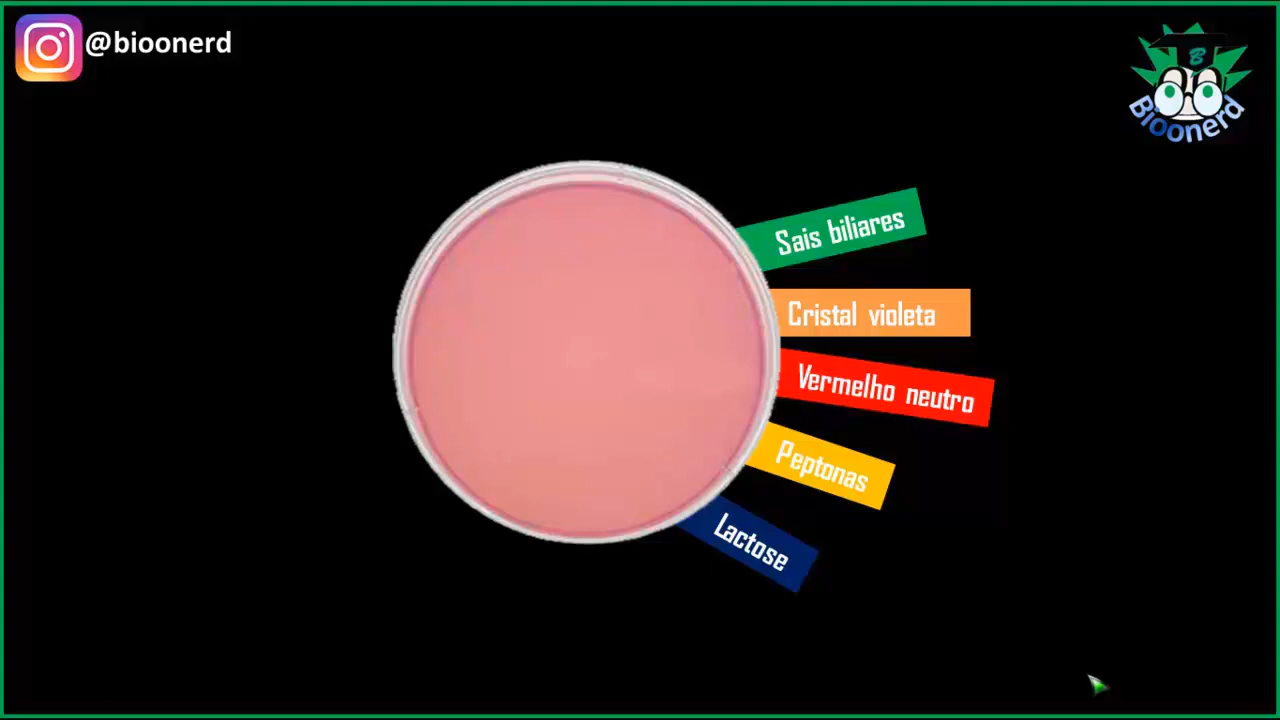 @bioonerd
B
Bioonerd
Sais biliares
Cristal violeta
Vermelho neutro
Peptonas
Lactose